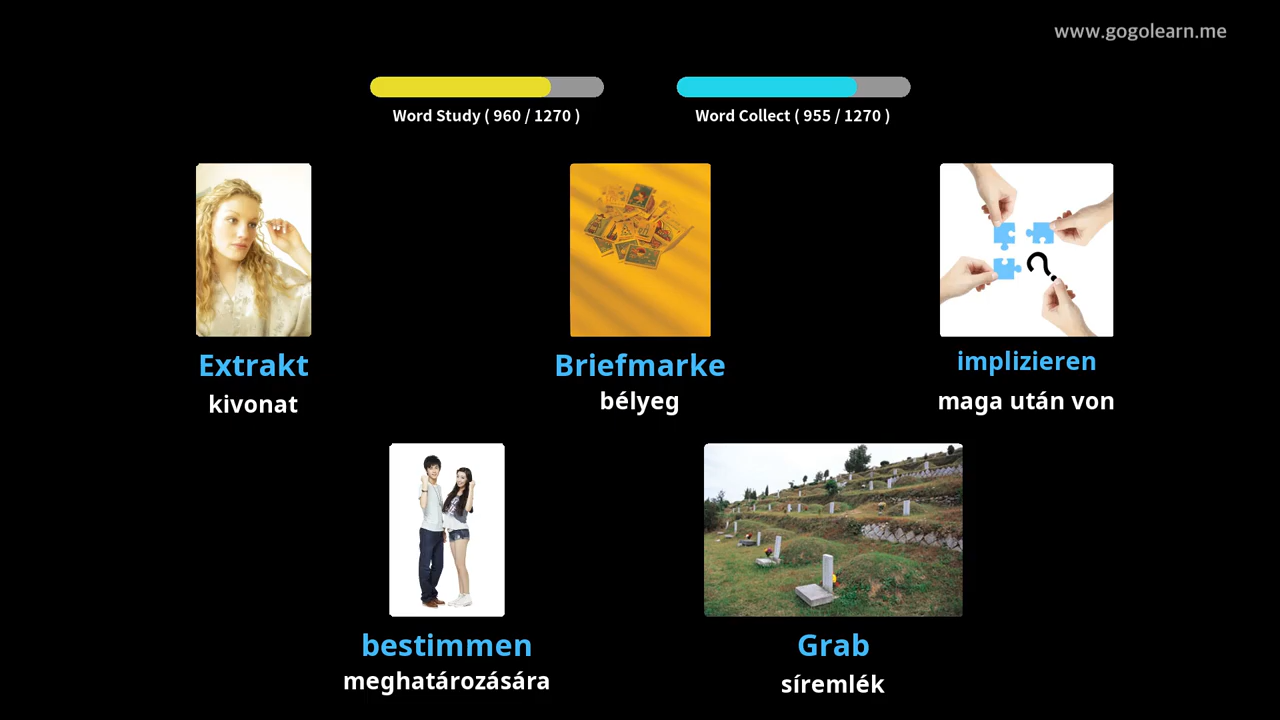 www.gogolearn.me
Word Study ( 960 / 1270 )
Word Collect ( 955 / 1270 )
Extrakt
kivonat
Briefmarke
bélyeg
implizieren
maga után von
bestimmen
meghatározására
Grab
síremlék